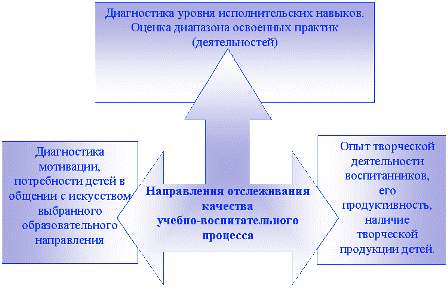 Диагностика уровня исполнительских навыков.
Оценка диапазона освоенных практик
(деятельностей)
Диагностика
мотивации,
потребности детей в
общении с искусством
выбранного
образовательного
направления
Направления отслеживания
качества
учебно-воспитательного
процесса
Опыт творческой
деятельности
воспитанников,
его
продуктивность,
наличие
творческой
продукции детей.